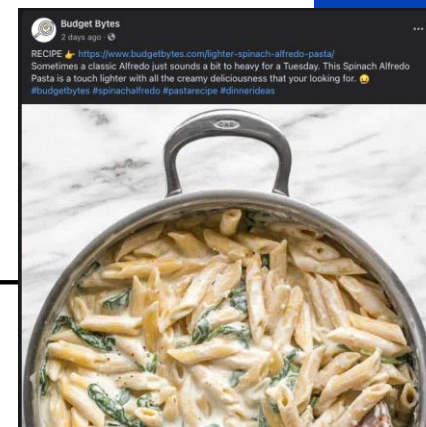 Budget Bytes
2 days ago ·
RECIPE 👉 https://www.budgetbytes.com/lighter-spinach-alfredo-pasta/
Sometimes a classic Alfredo just sounds a bit to heavy for a Tuesday. This Spinach Alfredo
Pasta is a touch lighter with all the creamy deliciousness that your looking for. 😜
#budgetbytes #spinachalfredo #pastarecipe #dinnerideas
OXO